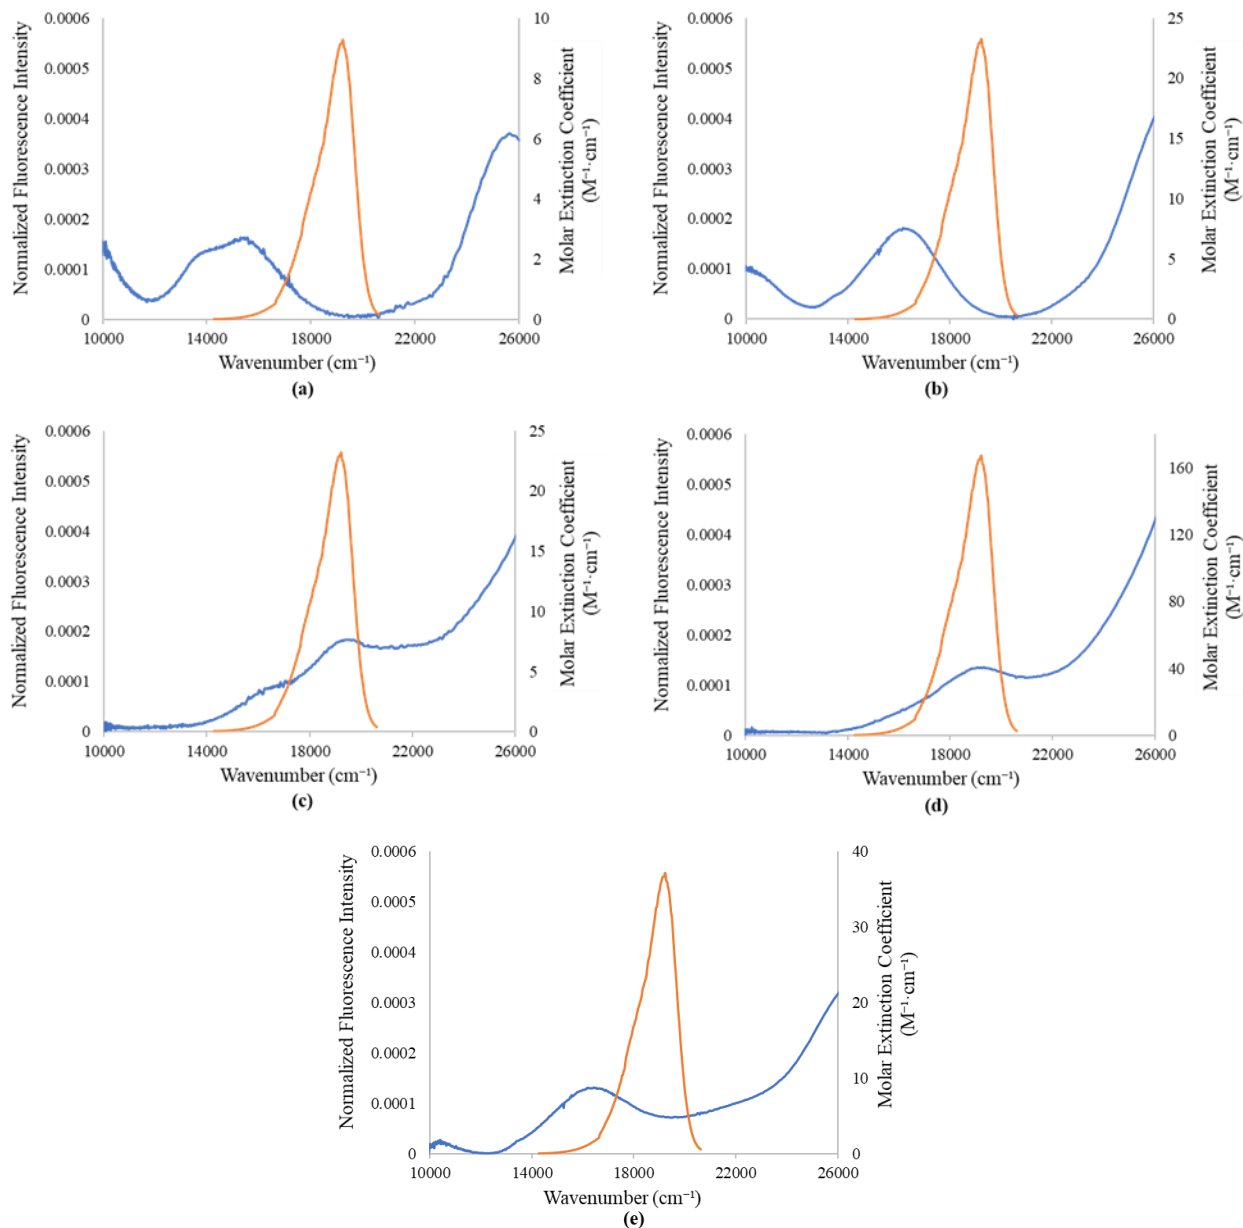 Normalized Fluorescence Intensity
0.0006
0.0005
0.0004
0.0003
0.0002
0.0001
0
10
8
6
4
2
0
Molar Extinction Coefficient
(M⁻¹·cm⁻¹)
10000 14000 18000 22000 26000
Wavenumber (cm⁻¹)
(a)
Normalized Fluorescence Intensity
0.0006
0.0005
0.0004
0.0003
0.0002
0.0001
0
25
20
15
10
5
0
Molar Extinction Coefficient
(M⁻¹·cm⁻¹)
10000 14000 18000 22000 26000
Wavenumber (cm⁻¹)
(b)
Normalized Fluorescence Intensity
0.0006
0.0005
0.0004
0.0003
0.0002
0.0001
0
25
20
15
10
5
0
Molar Extinction Coefficient
(M⁻¹·cm⁻¹)
10000 14000 18000 22000 26000
Wavenumber (cm⁻¹)
(c)
Normalized Fluorescence Intensity
0.0006
0.0005
0.0004
0.0003
0.0002
0.0001
0
160
120
80
40
0
Molar Extinction Coefficient
(M⁻¹·cm⁻¹)
10000 14000 18000 22000 26000
Wavenumber (cm⁻¹)
(d)
Normalized Fluorescence Intensity
0.0006
0.0005
0.0004
0.0003
0.0002
0.0001
0
40
30
20
10
0
Molar Extinction Coefficient
(M⁻¹·cm⁻¹)
10000 14000 18000 22000 26000
Wavenumber (cm⁻¹)
(e)